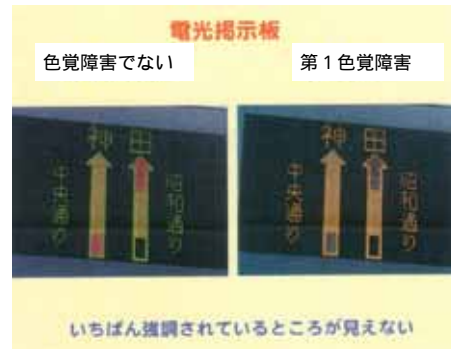 電光掲示板
色覚障害でない
第1色覚障害
神田
中央通り
昭和通り
神田
中央通り
昭和通り
いちばん強調されているところが見えない